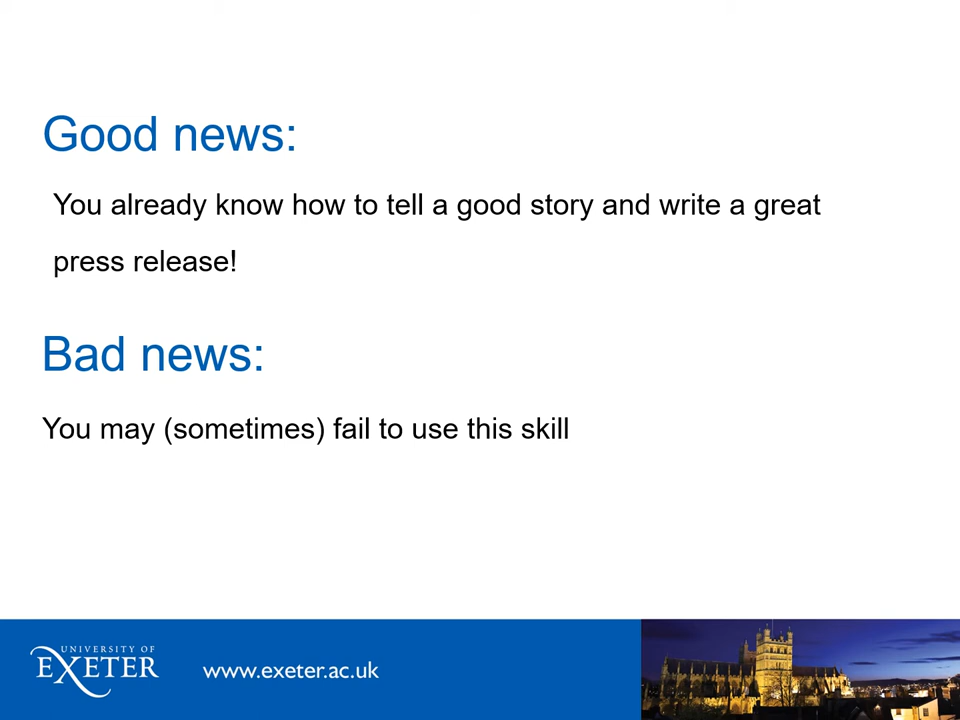 Good news:
You already know how to tell a good story and write a great
press release!
Bad news:
You may (sometimes) fail to use this skill
UNIVERSITY OF
EXETER
www.exeter.ac.uk